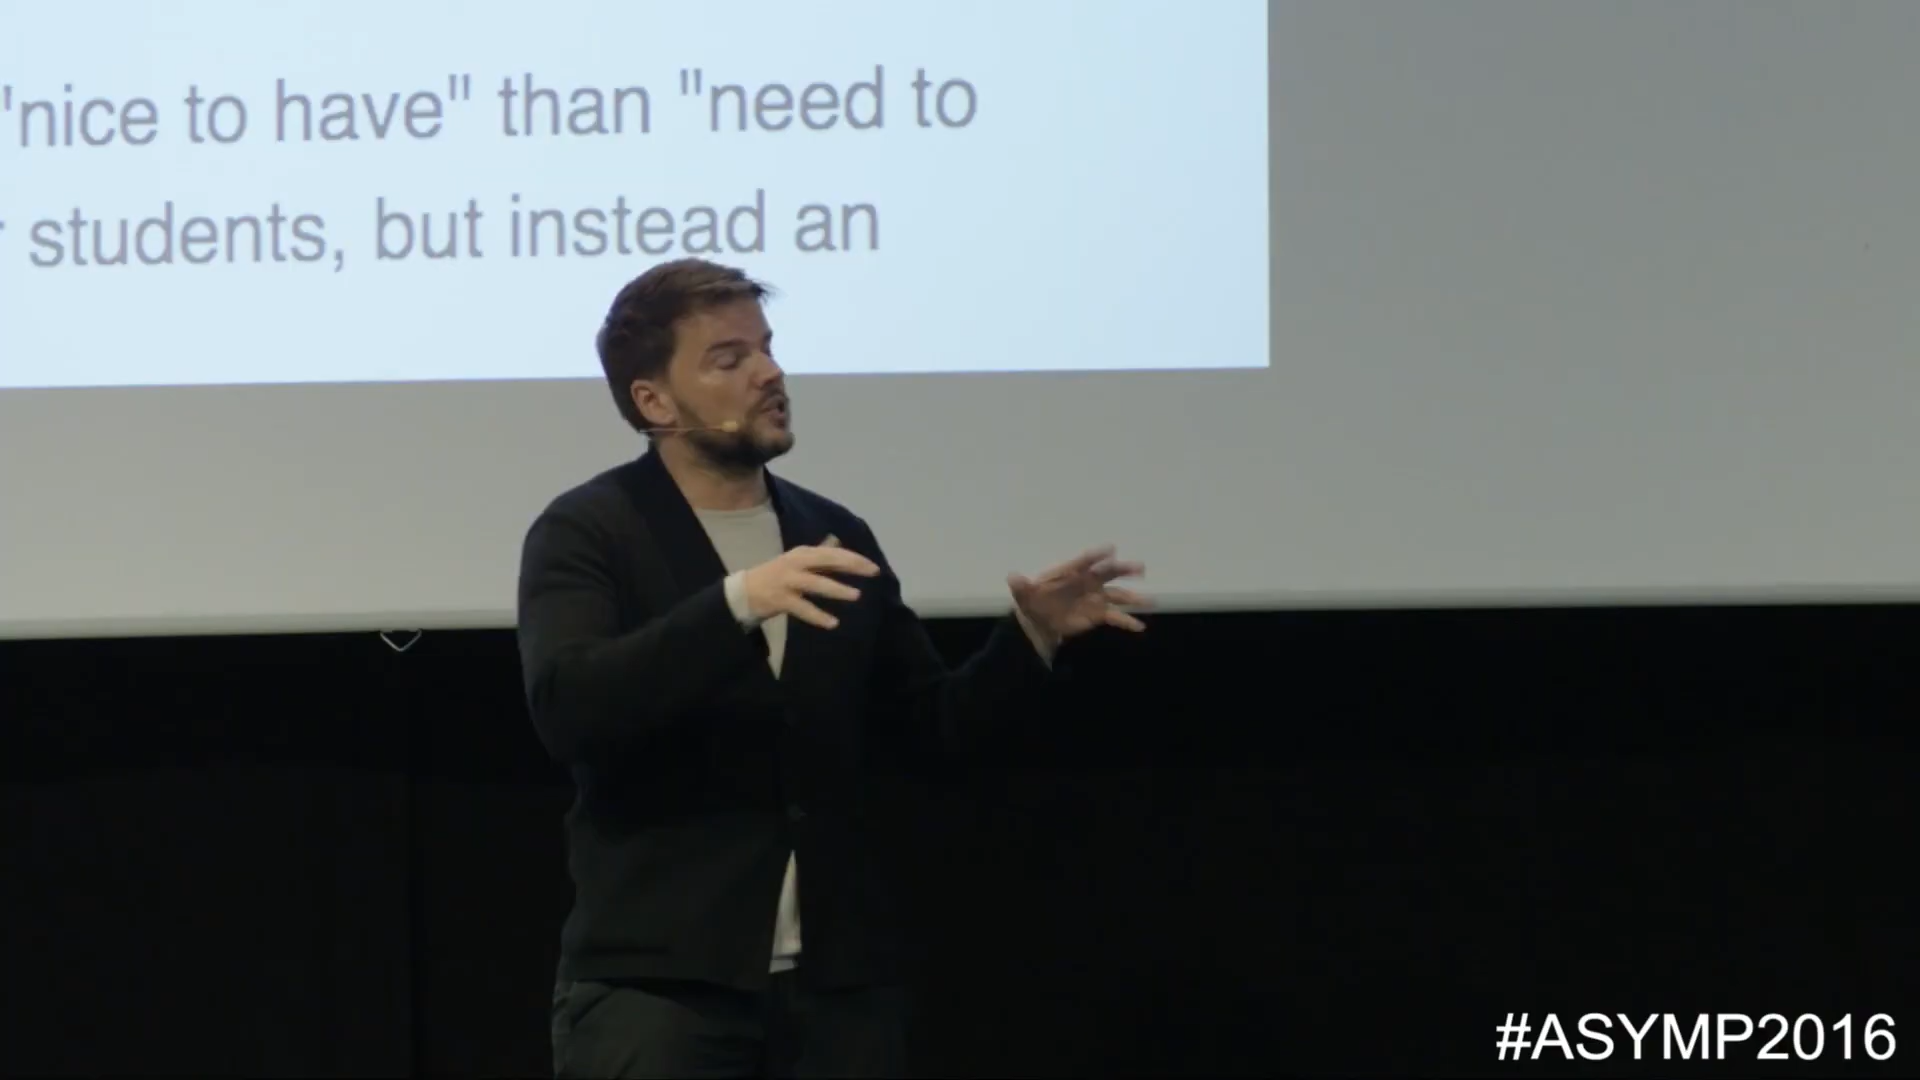 "nice to have" than "need to
students, but instead an
#ASYMP2016